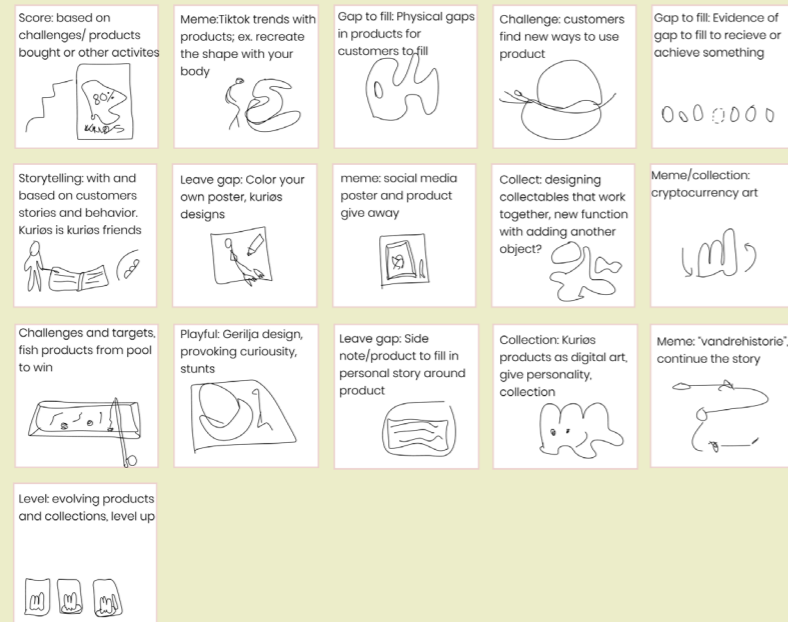 Score: based on
challenges/ products
bought or other activites
80%
Meme:Tiktok trends with
products; ex. recreate
the shape with your
body
Gap to fill: Physical gaps
in products for
customers to fill
Challenge: customers
find new ways to use
product
Gap to fill: Evidence of
gap to fill to recieve or
achieve something
Storytelling: with and
based on customers
stories and behavior.
Kuriøs is kuriøs friends
Leave gap: Color your
own poster, kuriøs
designs
meme: social media
poster and product
give away
Collect: designing
collectables that work
together, new function
with adding another
object?
Meme/collection:
cryptocurrency art
Challenges and targets,
fish products from pool
to win
Playful: Gerilja design,
provoking curiousity,
stunts
Leave gap: Side
note/product to fill in
personal story around
product
Collection: Kuriøs
products as digital art,
give personality,
collection
Meme: "vandrehistorie",
continue the story
Level: evolving products
and collections, level up